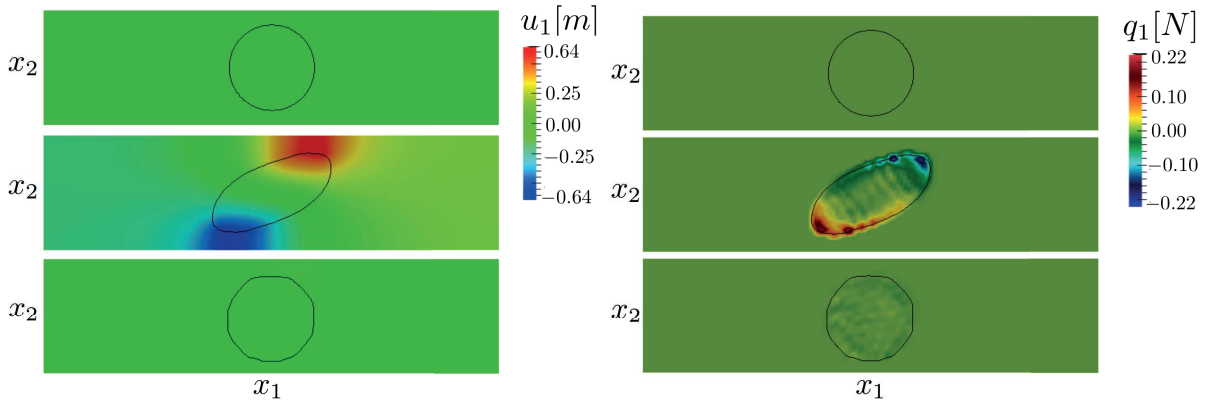 u₁[m]
0.64
0.25
0.00
−0.25
−0.64
x₂
x₂
x₂
x₁
q₁[N]
0.22
0.10
0.00
−0.10
−0.22
x₂
x₂
x₂
x₁